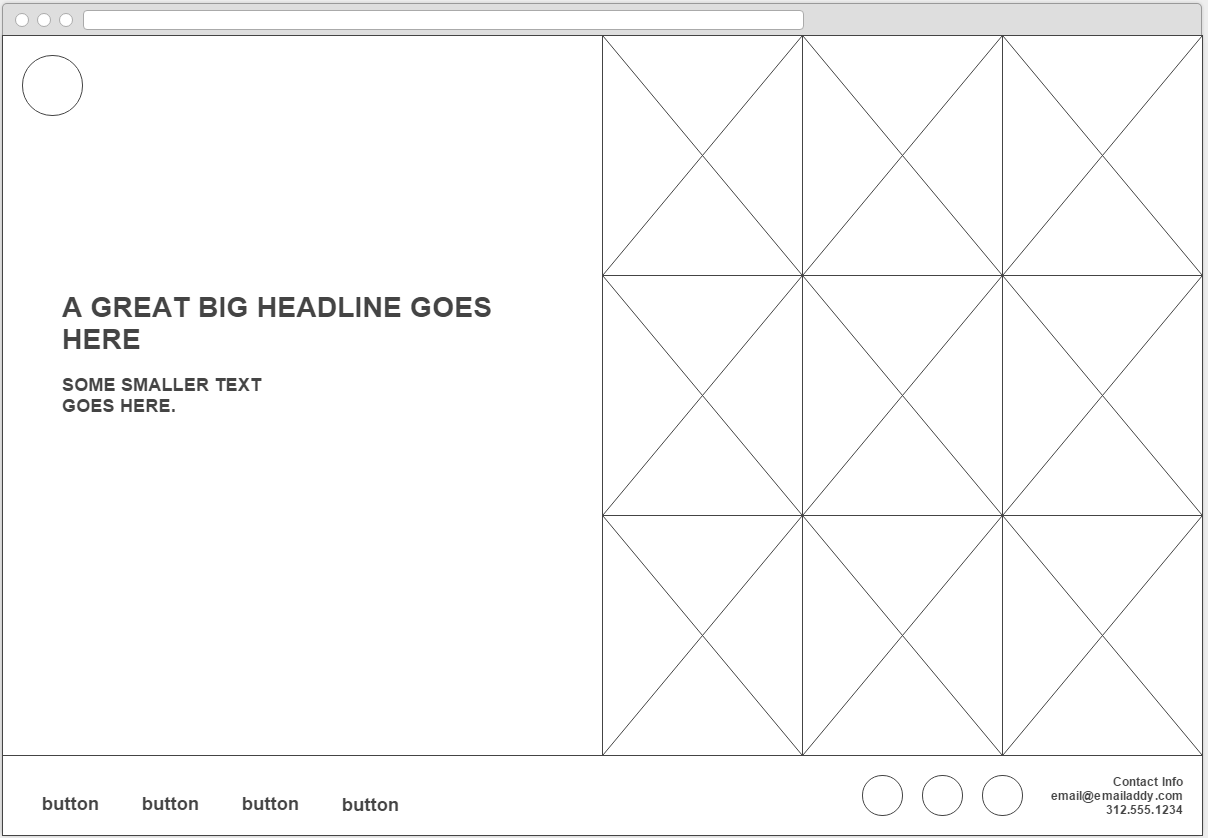 A GREAT BIG HEADLINE GOES
HERE
SOME SMALLER TEXT
GOES HERE.
button
button
button
button
Contact Info
email@emailaddy.com
312.555.1234